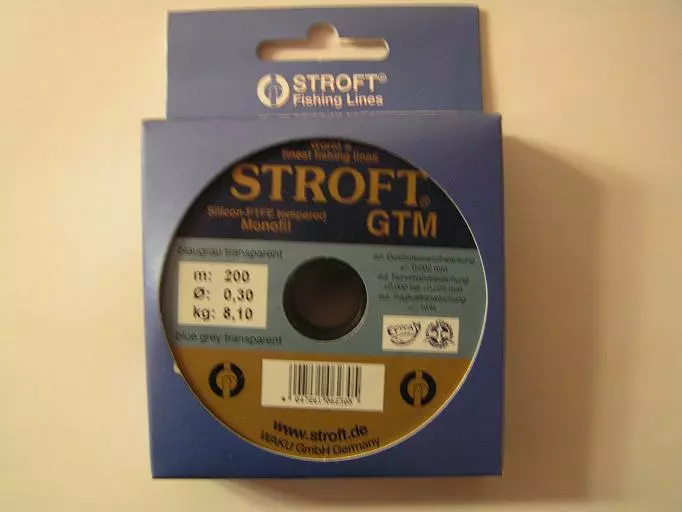 STROFT®
Fishing Lines
World's
finest fishing lines
STROFT®
GTM
Silicon-PTFE tempered
Monofil
blaugrau transparent
m: 200
Ø: 0,30
kg: 8,10
blue grey transparent
www.stroft.de
WAKU GmbH Germany